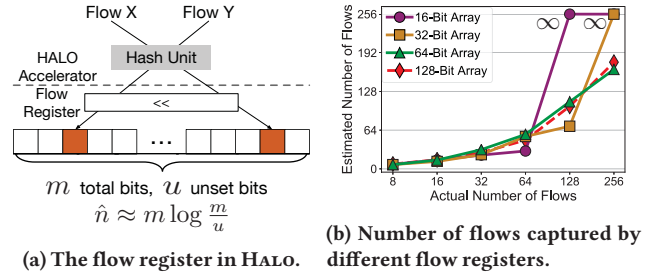 Flow X Flow Y
Hash Unit
HALO
Accelerator
Flow
Register
<<
...
m total bits, u unset bits
n̂ ≈ m log m/u
(a) The flow register in HALO.
Estimated Number of Flows
256
192
128
64
0
16-Bit Array
32-Bit Array
64-Bit Array
128-Bit Array
∞ ∞
8 16 32 64 128 256
Actual Number of Flows
(b) Number of flows captured by
different flow registers.